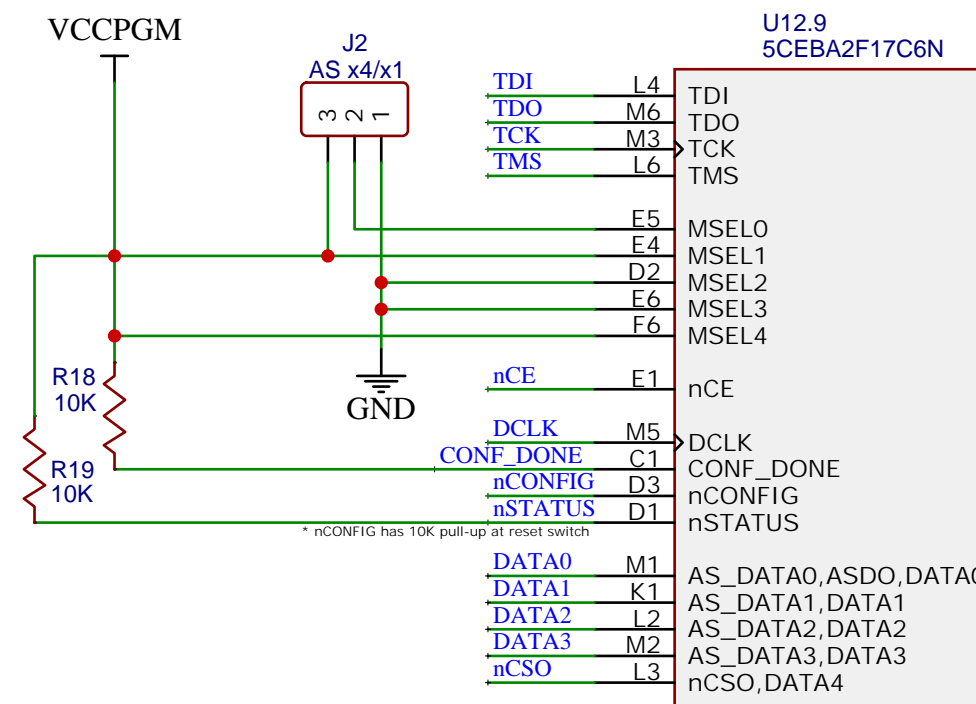 VCCPGM
J2
AS x4/x1
3 2 1
U12.9
5CEBA2F17C6N
TDI L4 TDI
TDO M6 TDO
TCK M3 TCK
TMS L6 TMS
E5 MSEL0
E4 MSEL1
D2 MSEL2
E6 MSEL3
F6 MSEL4
GND
R18
10K
nCE E1 nCE
R19
10K
DCLK M5 DCLK
CONF_DONE C1 CONF_DONE
nCONFIG D3 nCONFIG
nSTATUS D1 nSTATUS
* nCONFIG has 10K pull-up at reset switch
DATA0 M1 AS_DATA0,ASDO,DATA0
DATA1 K1 AS_DATA1,DATA1
DATA2 L2 AS_DATA2,DATA2
DATA3 M2 AS_DATA3,DATA3
nCSO L3 nCSO,DATA4